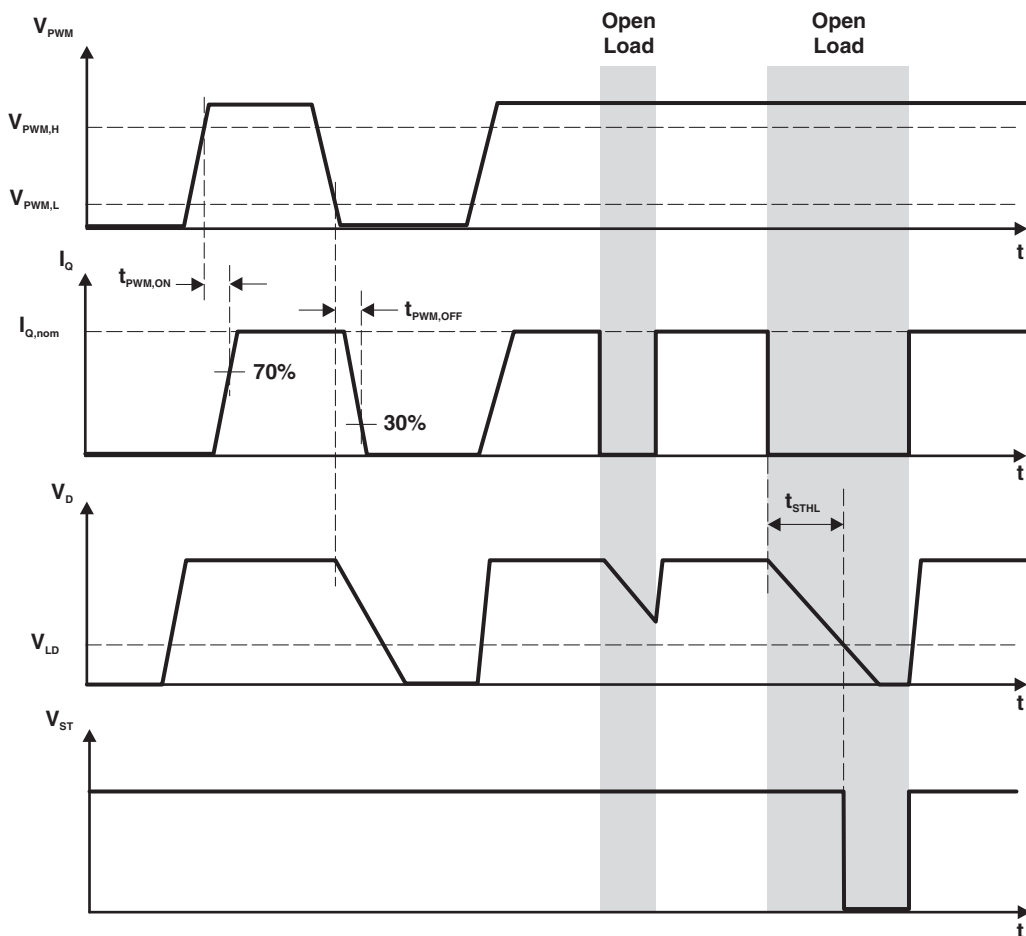 V_PWM
Open
Load
Open
Load
V_PWM,H
V_PWM,L
t
I_Q
t_PWM,ON
t_PWM,OFF
I_Q,nom
70%
30%
t
V_D
t_STHL
V_LD
t
V_ST
t